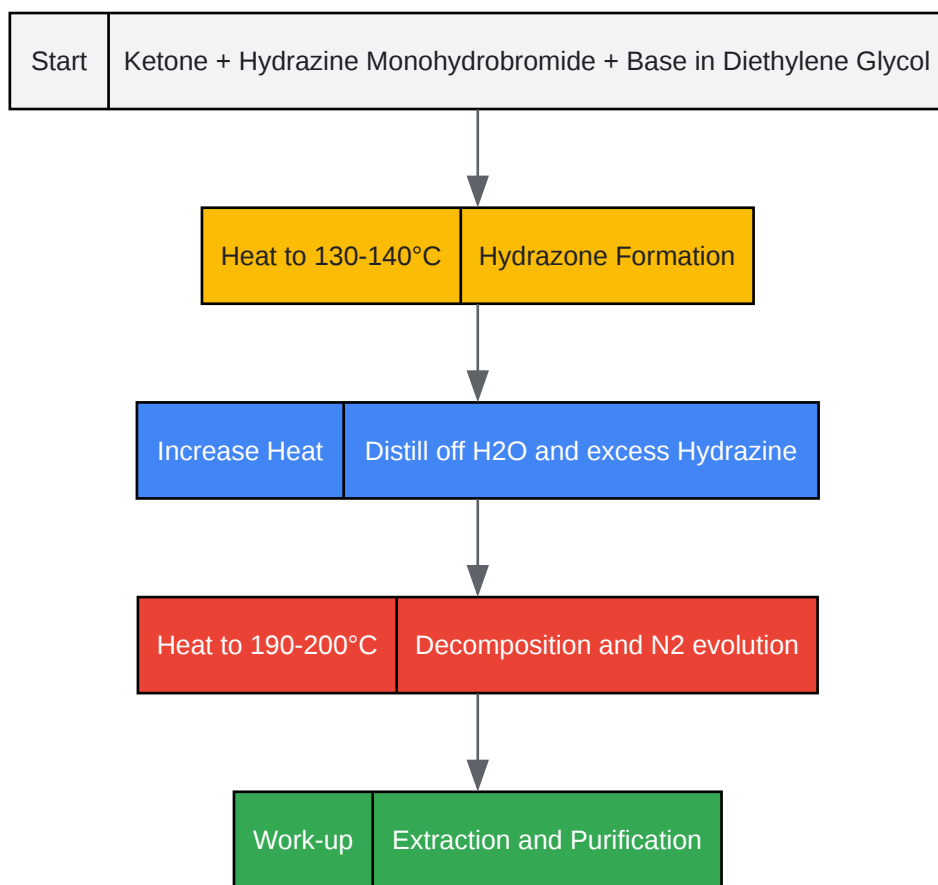 Start
Ketone + Hydrazine Monohydrobromide + Base in Diethylene Glycol
Heat to 130-140°C
Hydrazone Formation
Increase Heat
Distill off H2O and excess Hydrazine
Heat to 190-200°C
Decomposition and N2 evolution
Work-up
Extraction and Purification